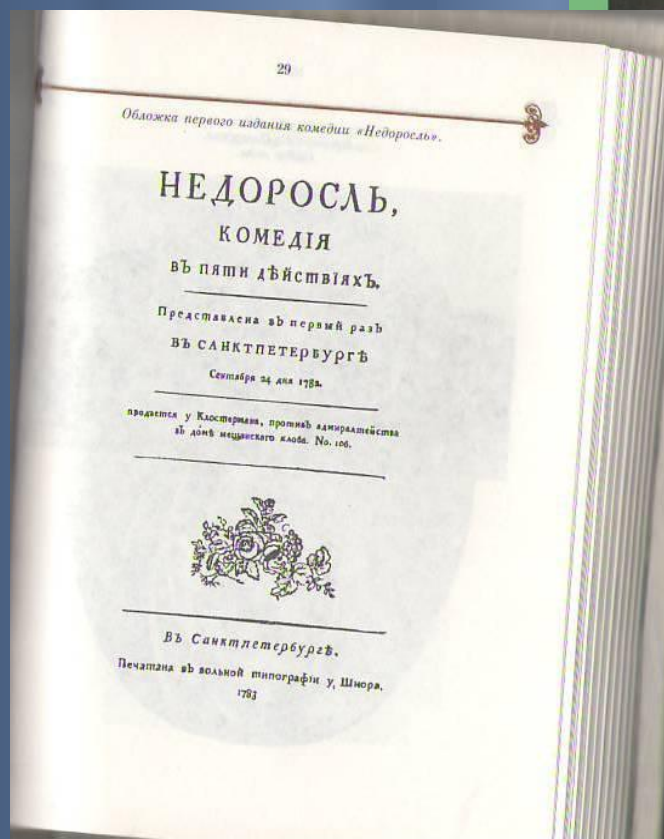 29
Обложка первого издания комедии «Недоросль».
НЕДОРОСЛЬ,
КОМЕДІЯ
въ пяти дѣйствіяхъ.
Представлена въ первый разъ
въ САНКТПЕТЕРБУРГѢ
Сентября 24 дня 1782.
продается у Клостермана, противъ адмиралтейства
въ домѣ мещанскаго клоба. No. 106.
Въ Санктпетербургѣ,
Печатана въ вольной типографіи у, Шнора.
1783